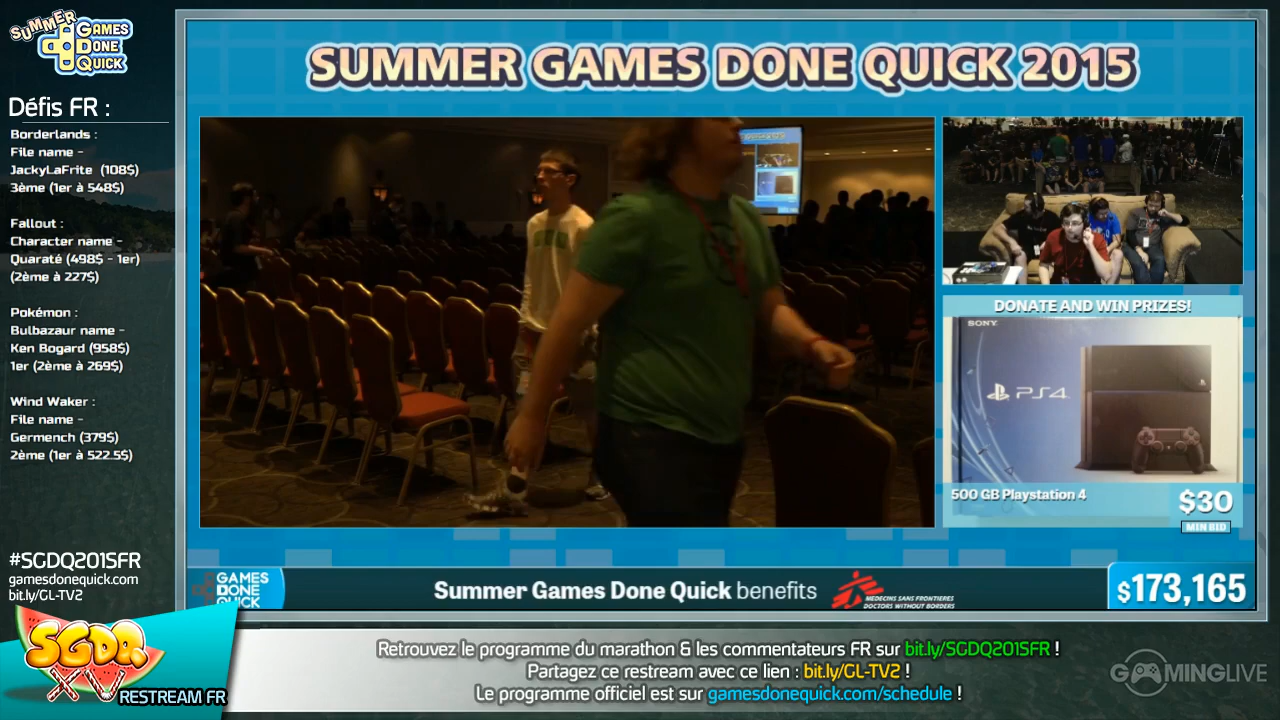 SUMMER
GAMES
DONE
QUICK
Défis FR :
Borderlands :
File name -
JackyLaFrite (108$)
3ème (1er à 548$)
Fallout :
Character name -
Quaraté (498$ - 1er)
(2ème à 227$)
Pokémon :
Bulbazaur name -
Ken Bogard (958$)
1er (2ème à 269$)
Wind Waker :
File name -
Germench (379$)
2ème (1er à 522.5$)
#SGDQ2015FR
gamesdonequick.com
bit.ly/GL-TV2
SGDQ
RESTREAM FR
SUMMER GAMES DONE QUICK 2015
DONATE AND WIN PRIZES!
SONY
PS4
500 GB Playstation 4
$30
MIN BID
GAMES
DONE
QUICK
Summer Games Done Quick benefits
MEDECINS SANS FRONTIERES
DOCTORS WITHOUT BORDERS
$173,165
Retrouvez le programme du marathon & les commentateurs FR sur bit.ly/SGDQ2015FR !
Partagez ce restream avec ce lien : bit.ly/GL-TV2 !
Le programme officiel est sur gamesdonequick.com/schedule !
GAMINGLIVE